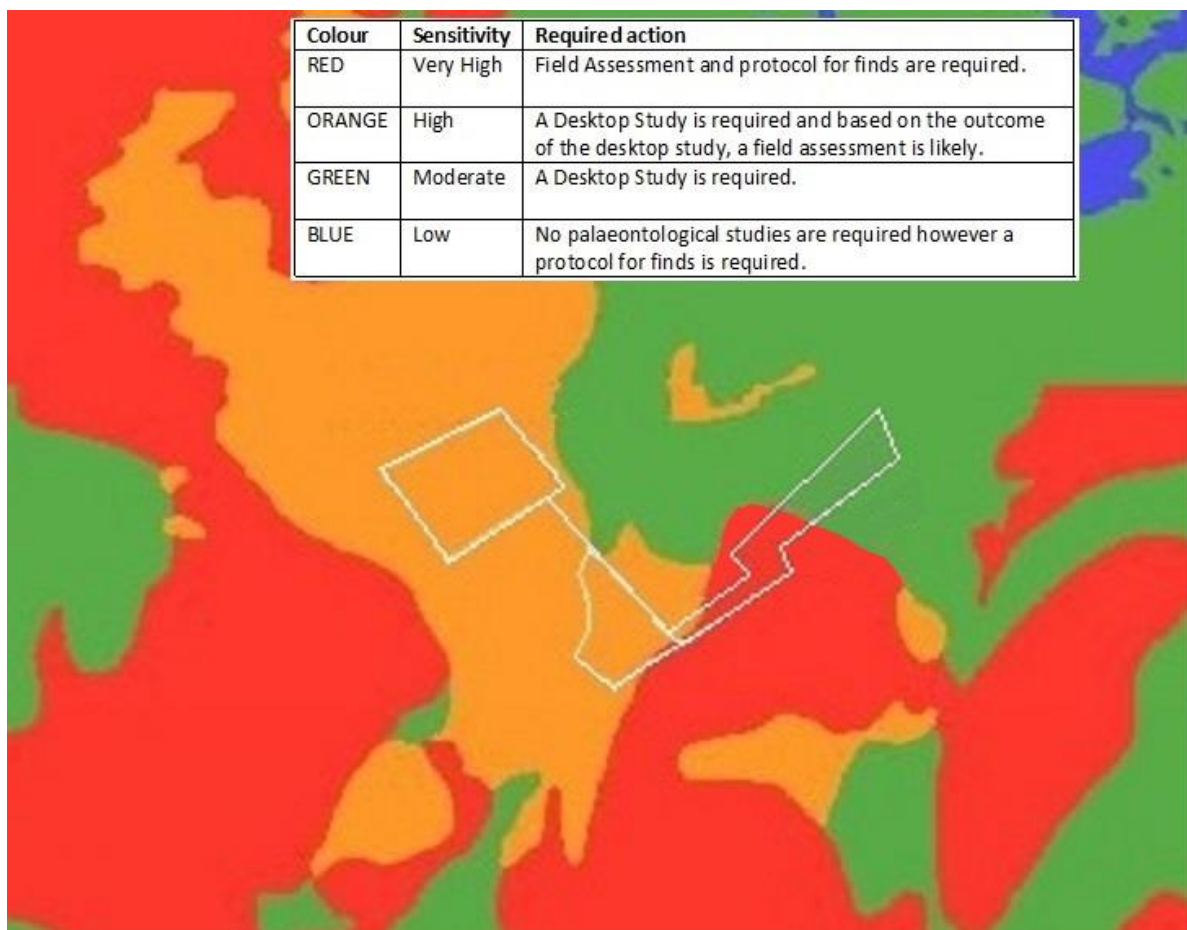 Colour Sensitivity Required action
RED Very High Field Assessment and protocol for finds are required.
ORANGE High A Desktop Study is required and based on the outcome
of the desktop study, a field assessment is likely.
GREEN Moderate A Desktop Study is required.
BLUE Low No palaeontological studies are required however a
protocol for finds is required.